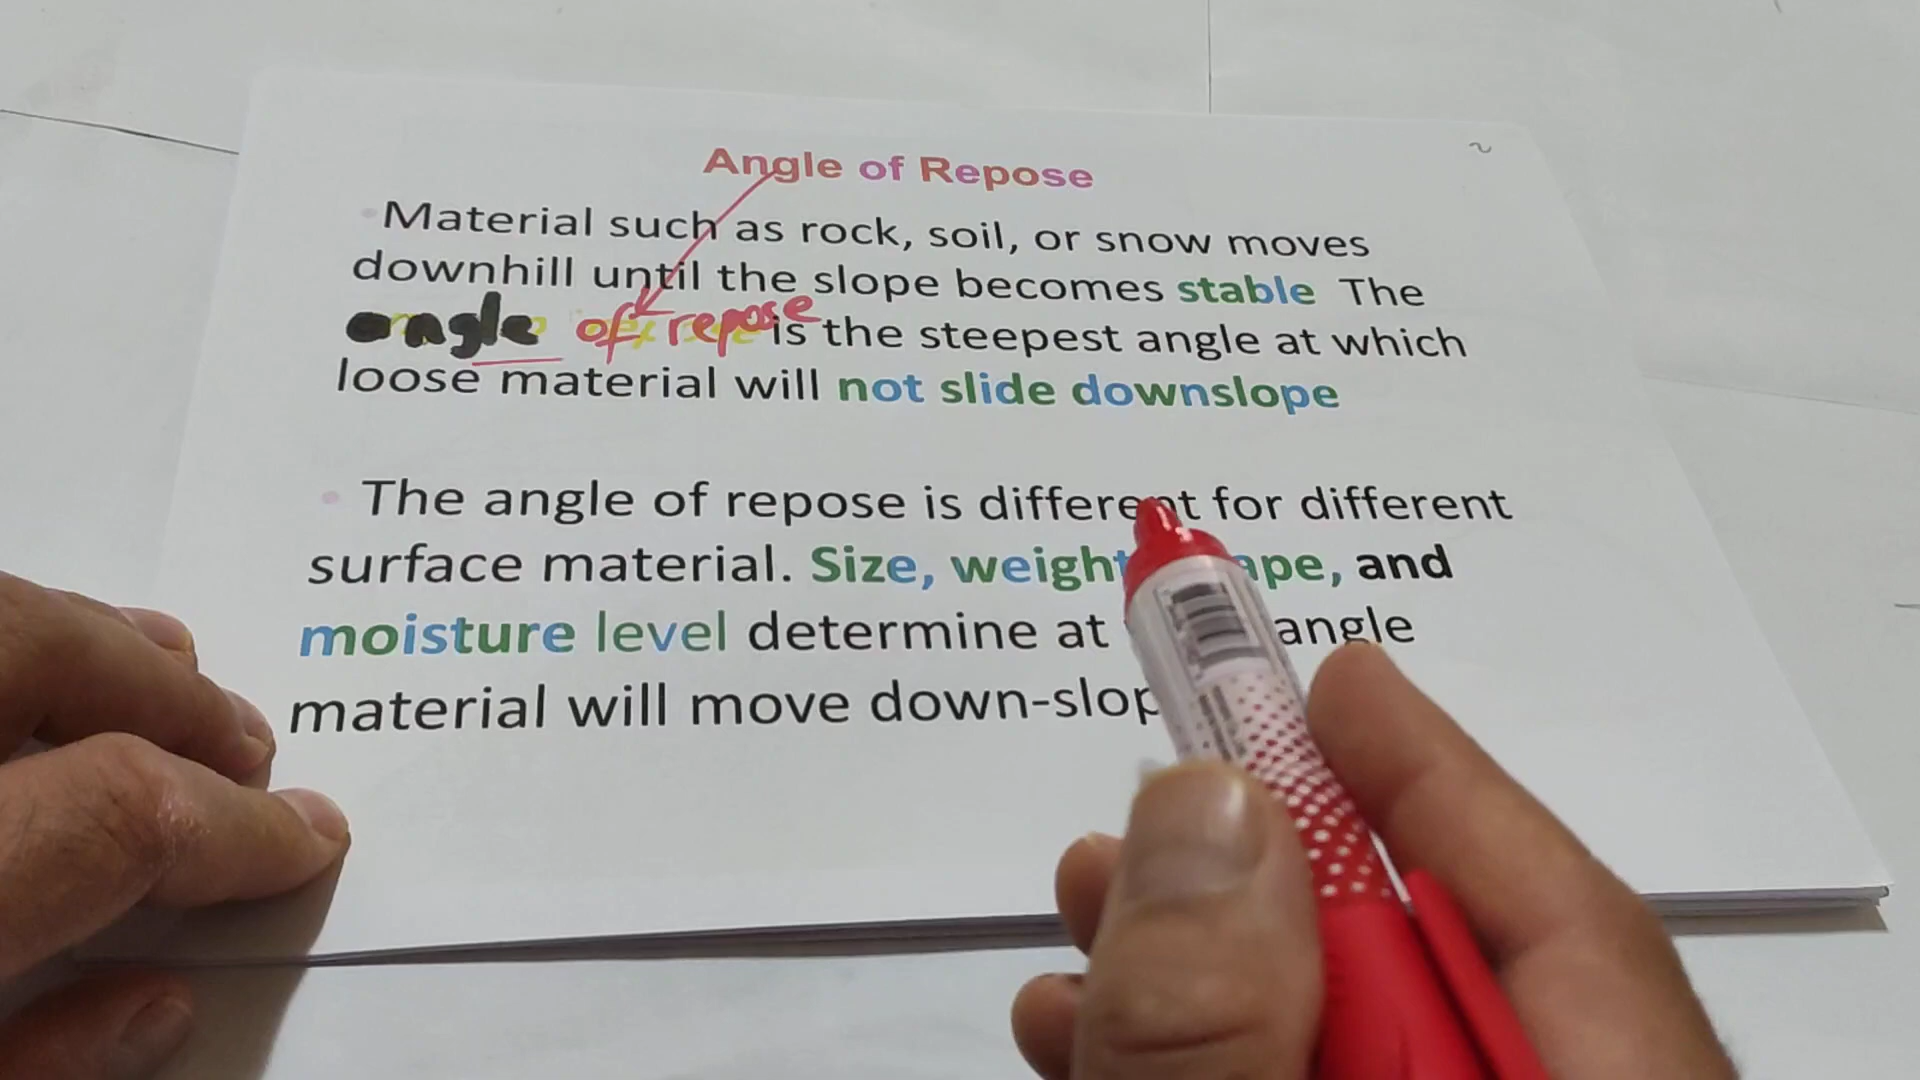 Angle of Repose
•Material such as rock, soil, or snow moves
downhill until the slope becomes stable The
angle of repose is the steepest angle at which
loose material will not slide downslope
• The angle of repose is different for different
surface material. Size, weight and
moisture level determine at angle
material will move down-slop